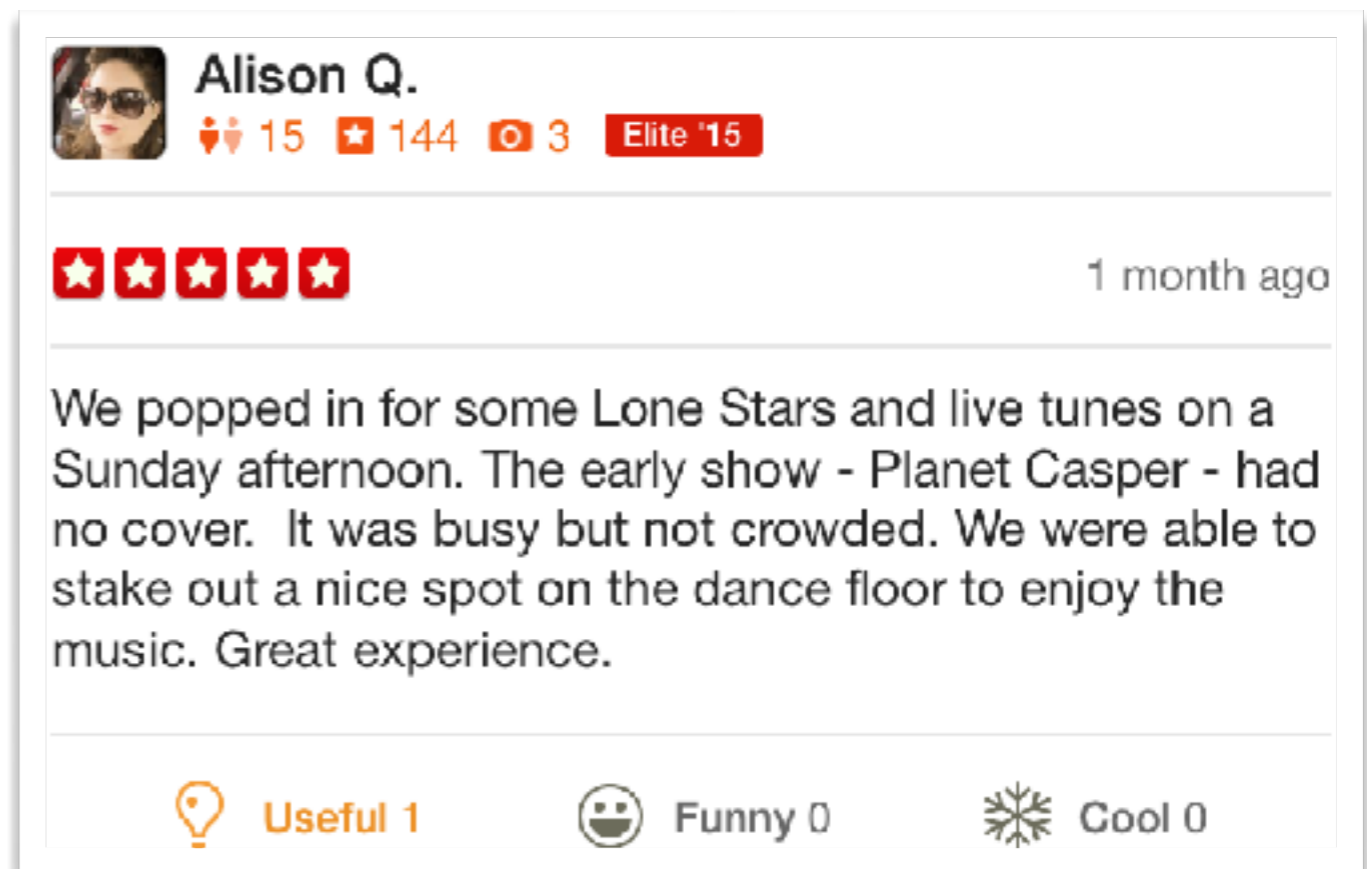 Alison Q.
15 144 3 Elite '15
1 month ago
We popped in for some Lone Stars and live tunes on a
Sunday afternoon. The early show - Planet Casper - had
no cover.  It was busy but not crowded. We were able to
stake out a nice spot on the dance floor to enjoy the
music. Great experience.
Useful 1 Funny 0 Cool 0